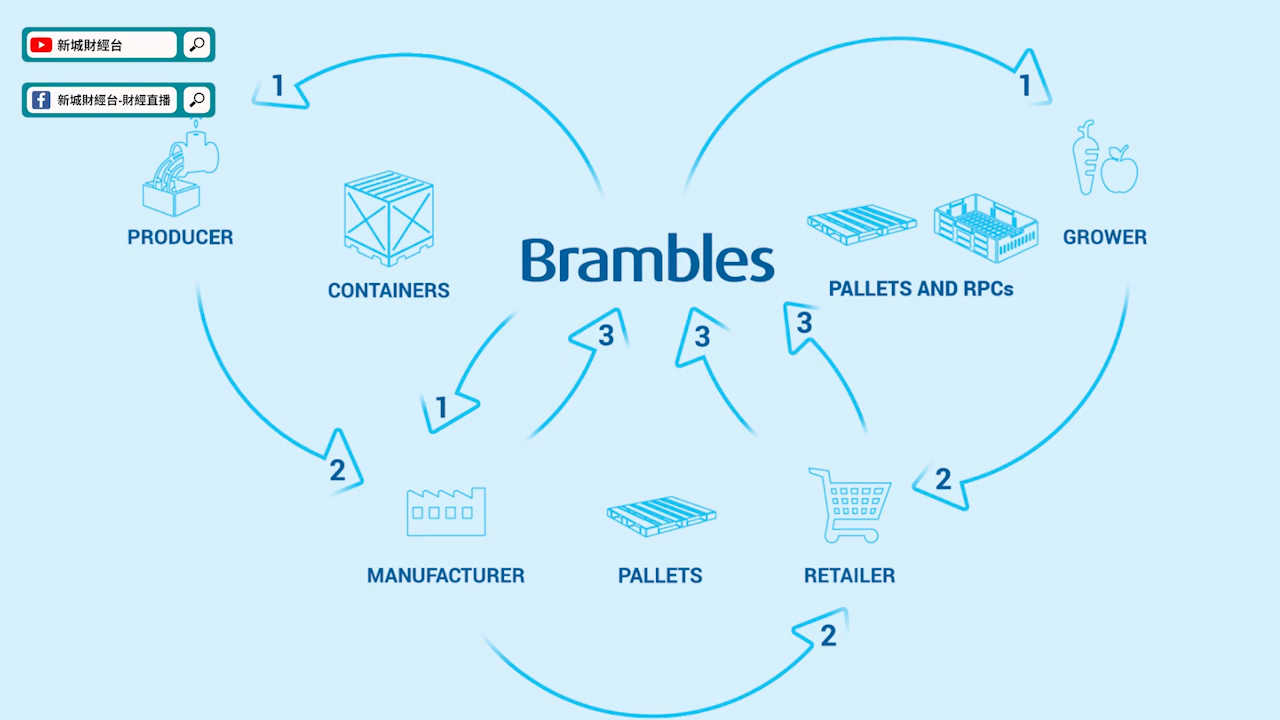 新城財經台
新城財經台-財經直播
1
1
PRODUCER
GROWER
CONTAINERS
Brambles
PALLETS AND RPCs
3
3
3
1
2
2
MANUFACTURER
PALLETS
RETAILER
2